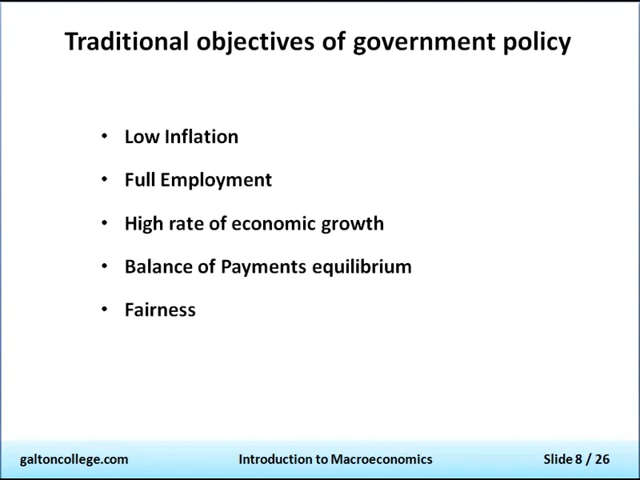 Traditional objectives of government policy
• Low Inflation
• Full Employment
• High rate of economic growth
• Balance of Payments equilibrium
• Fairness
galtoncollege.com Introduction to Macroeconomics Slide 8 / 26